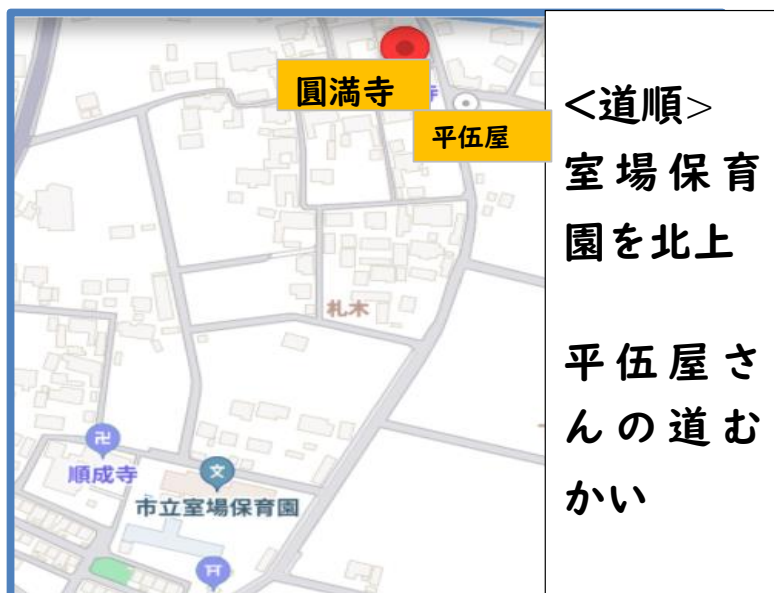 圓満寺
寺
平伍屋
札木
順成寺
文
市立室場保育園
<道順>
室場保育
園を北上
平伍屋さ
んの道む
かい